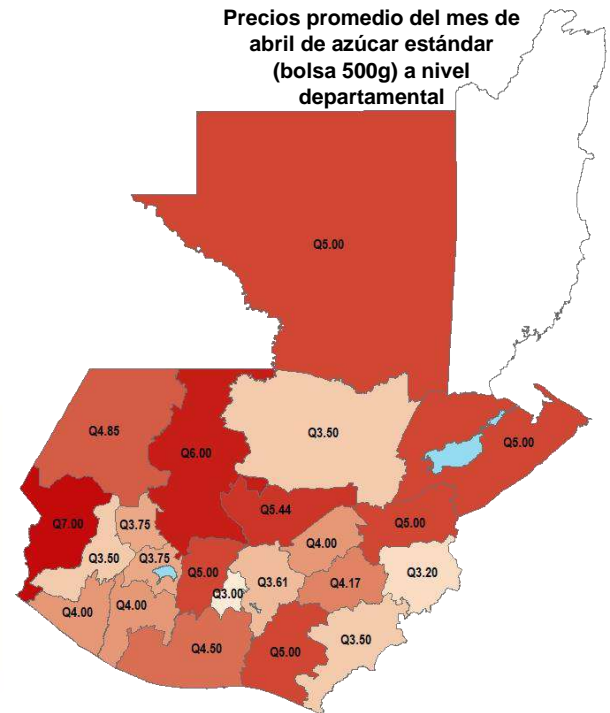 Precios promedio del mes de
abril de azúcar estándar
(bolsa 500g) a nivel
departamental
Q5.00
Q4.85
Q6.00
Q3.50
Q5.00
Q7.00
Q3.75
Q5.44
Q5.00
Q3.50
Q3.75
Q5.00
Q4.00
Q3.00
Q3.61
Q4.17
Q3.20
Q4.00
Q4.00
Q4.50
Q5.00
Q3.50